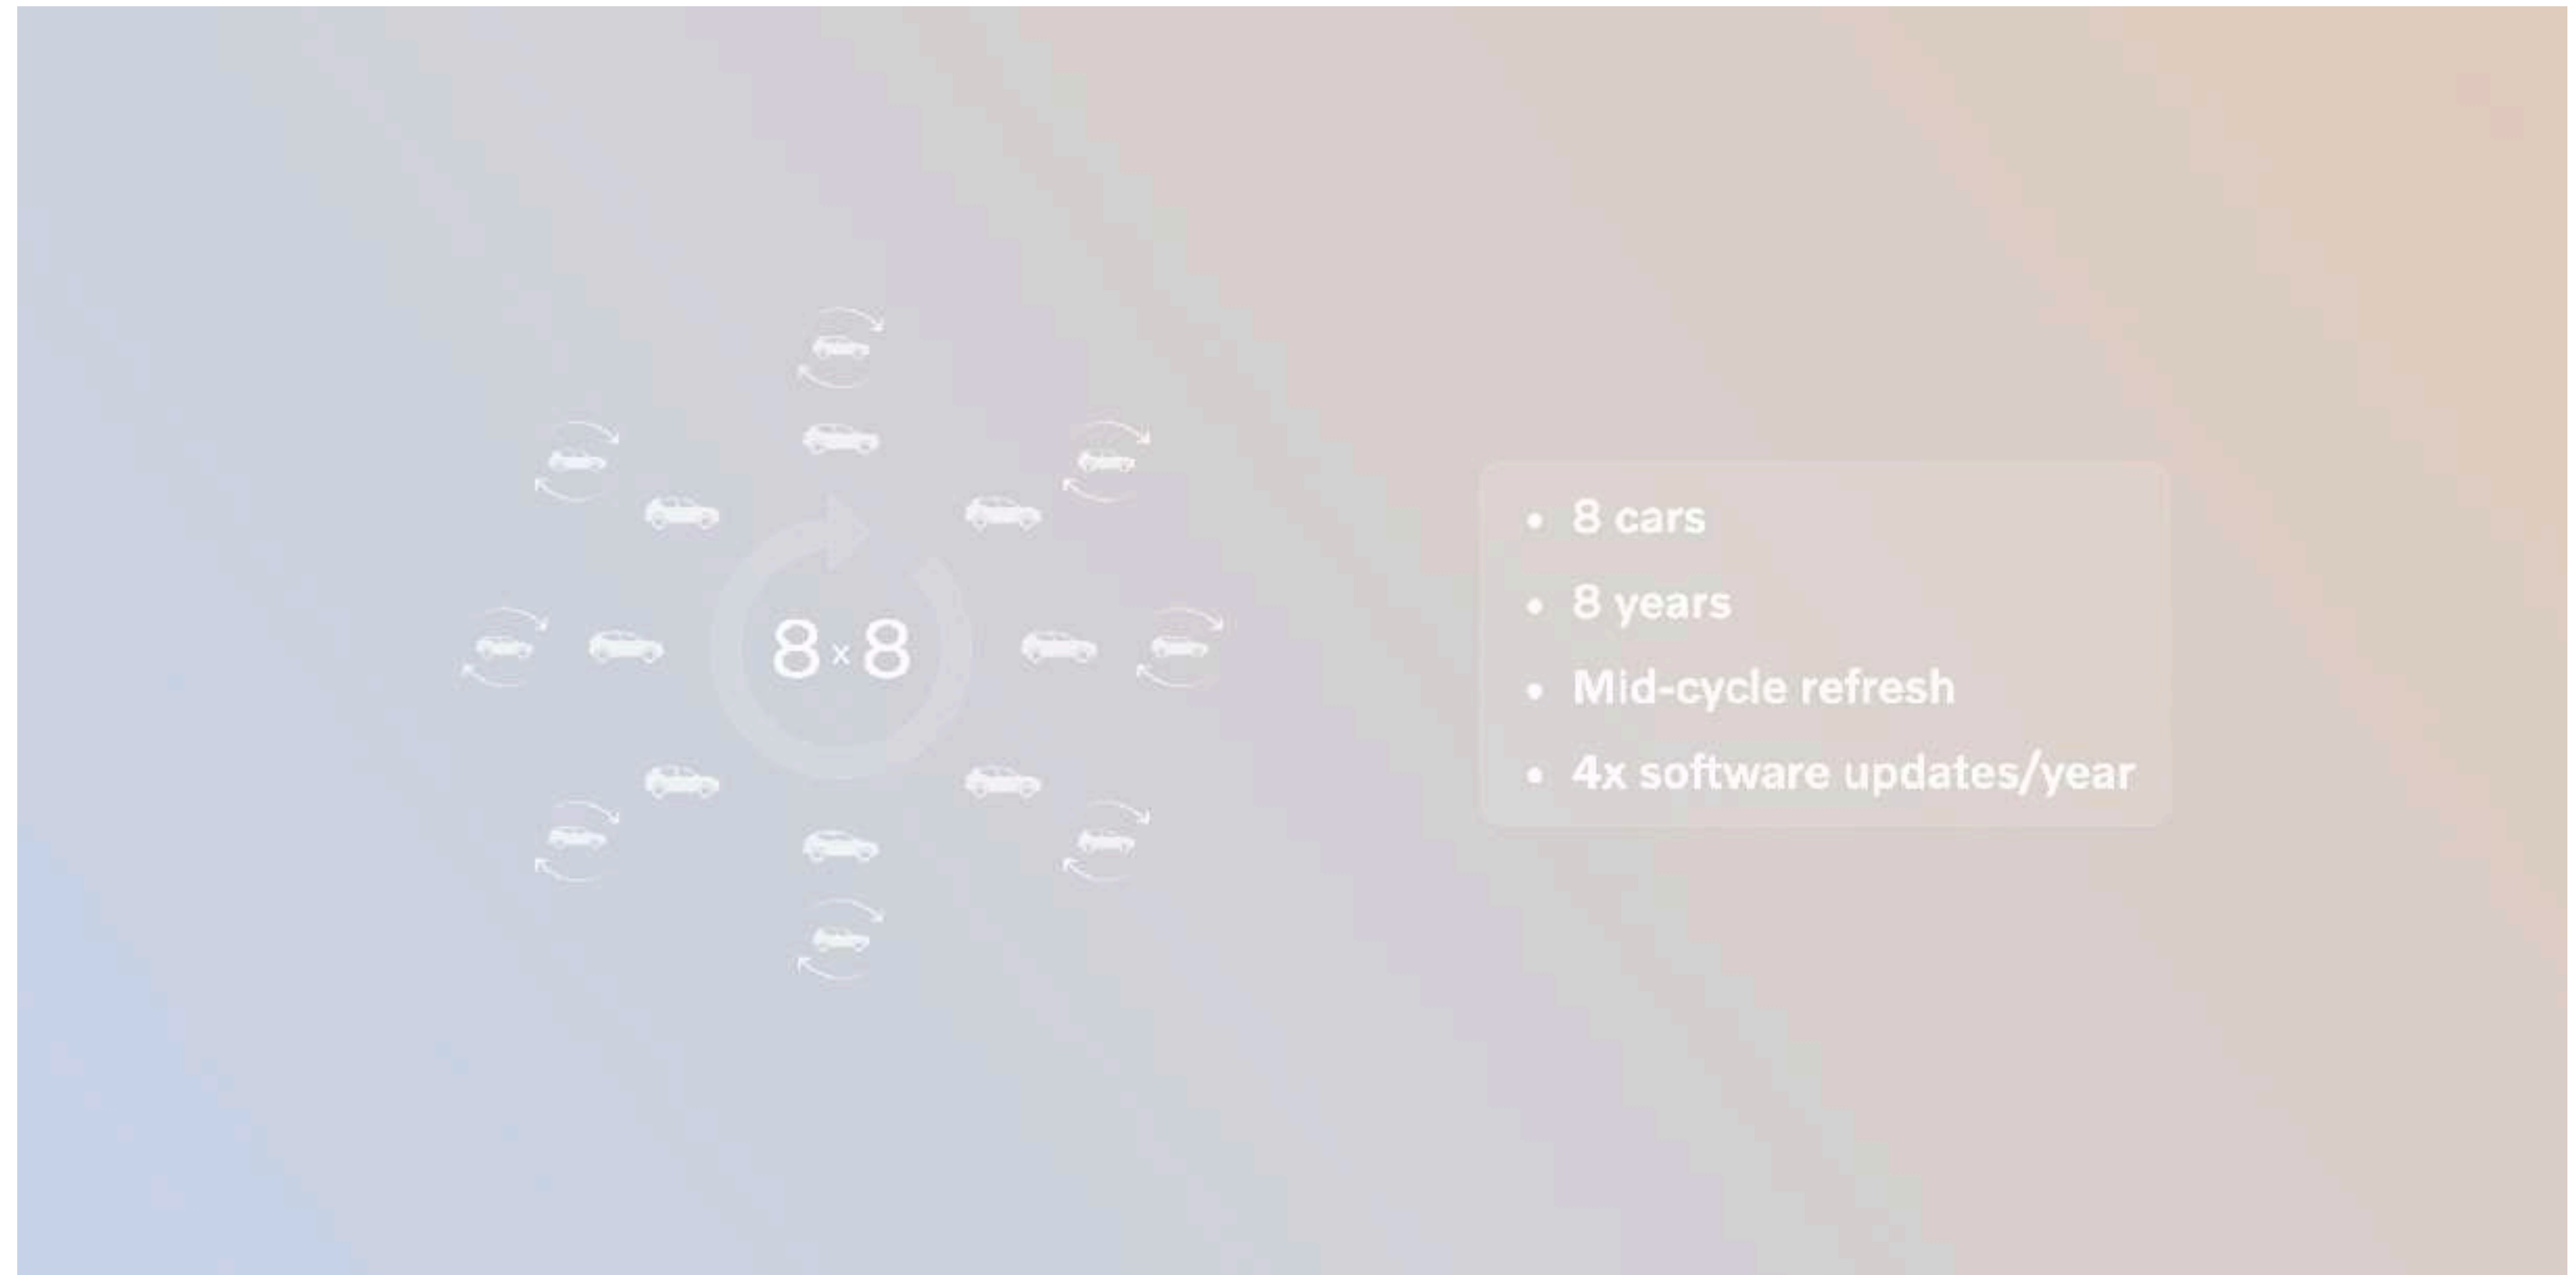 8 x 8
• 8 cars
• 8 years
• Mid-cycle refresh
• 4x software updates/year